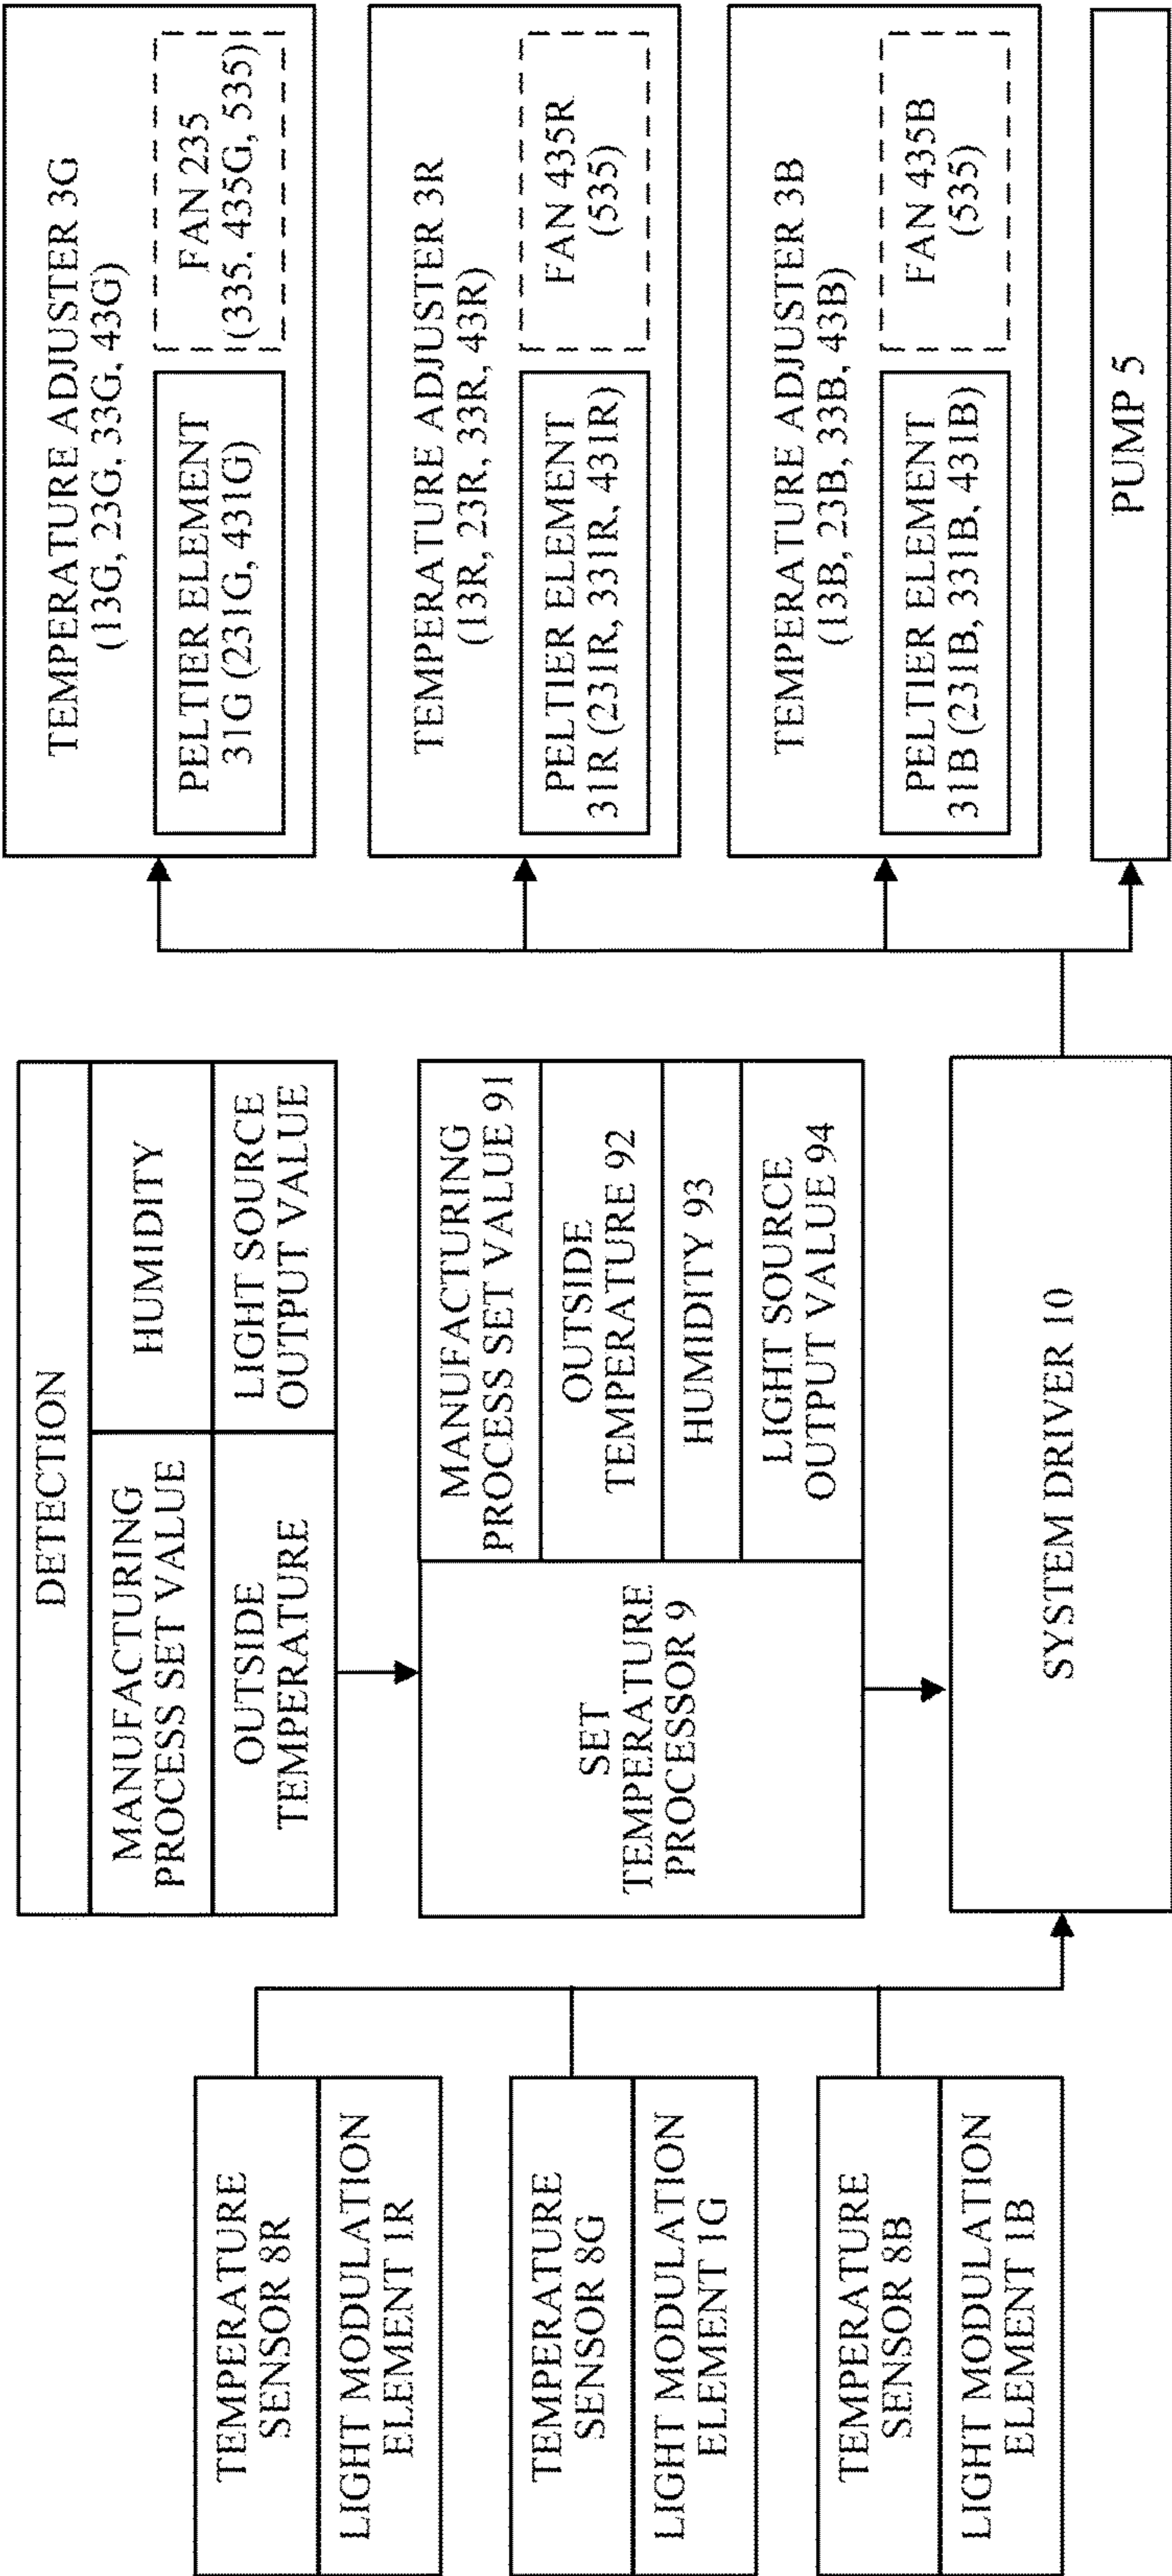 TEMPERATURE
SENSOR 8R
LIGHT MODULATION
ELEMENT 1R
TEMPERATURE
SENSOR 8G
LIGHT MODULATION
ELEMENT 1G
TEMPERATURE
SENSOR 8B
LIGHT MODULATION
ELEMENT 1B
DETECTION
MANUFACTURING
PROCESS SET VALUE
HUMIDITY
OUTSIDE
TEMPERATURE
LIGHT SOURCE
OUTPUT VALUE
SET
TEMPERATURE
PROCESSOR 9
MANUFACTURING
PROCESS SET VALUE 91
OUTSIDE
TEMPERATURE 92
HUMIDITY 93
LIGHT SOURCE
OUTPUT VALUE 94
SYSTEM DRIVER 10
TEMPERATURE ADJUSTER 3G
(13G, 23G, 33G, 43G)
PELTIER ELEMENT
31G (231G, 431G)
FAN 235
(335, 435G, 535)
TEMPERATURE ADJUSTER 3R
(13R, 23R, 33R, 43R)
PELTIER ELEMENT
31R (231R, 331R, 431R)
FAN 435R
(535)
TEMPERATURE ADJUSTER 3B
(13B, 23B, 33B, 43B)
PELTIER ELEMENT
31B (231B, 331B, 431B)
FAN 435B
(535)
PUMP 5